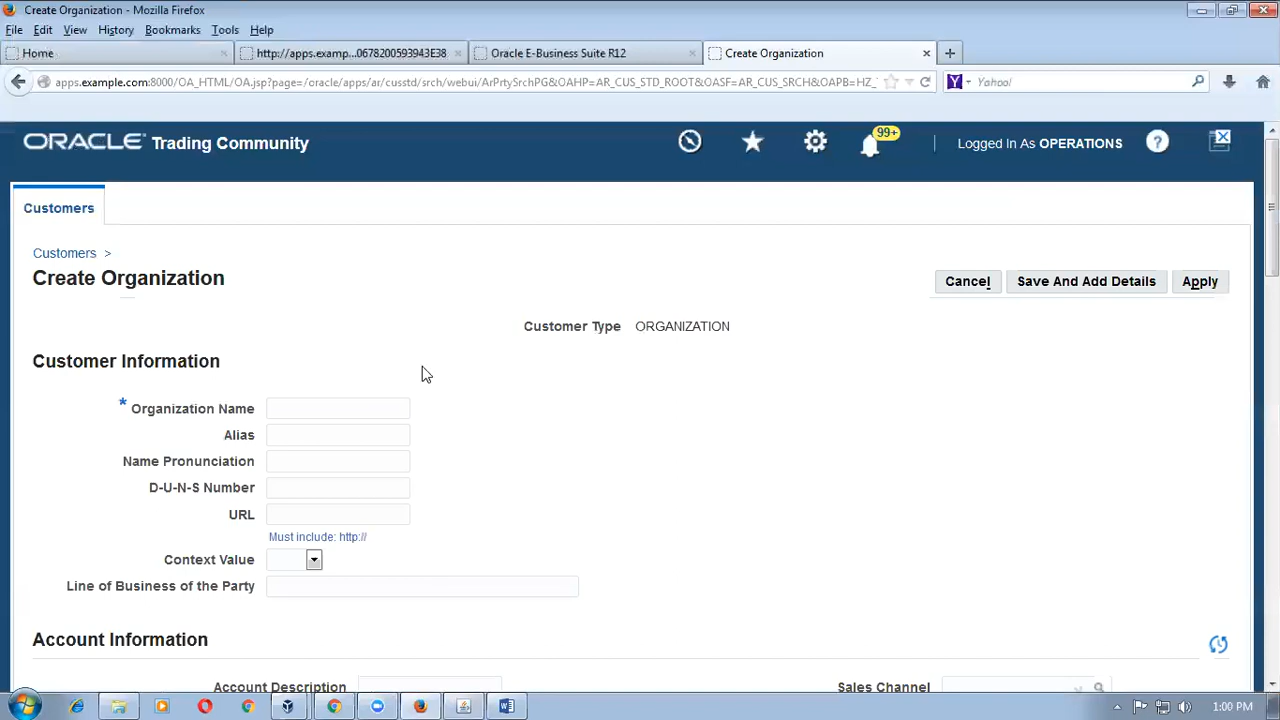 Create Organization - Mozilla Firefox
File Edit View History Bookmarks Tools Help
Home
http://apps.examp...0678200593943E38
Oracle E-Business Suite R12
Create Organization
apps.example.com:8000/OA_HTML/OA.jsp?page=/oracle/apps/ar/cusstd/srch/webui/ArPrtySrchPG&OAHP=AR_CUS_STD_ROOT&OASF=AR_CUS_SRCH&OAPB=HZ_
Yahoo!
ORACLE Trading Community
99+
Logged In As OPERATIONS
?
Customers
Customers >
Create Organization
Cancel
Save And Add Details
Apply
Customer Type ORGANIZATION
Customer Information
* Organization Name
Alias
Name Pronunciation
D-U-N-S Number
URL
Must include: http://
Context Value
Line of Business of the Party
Account Information
Account Description
Sales Channel
1:00 PM